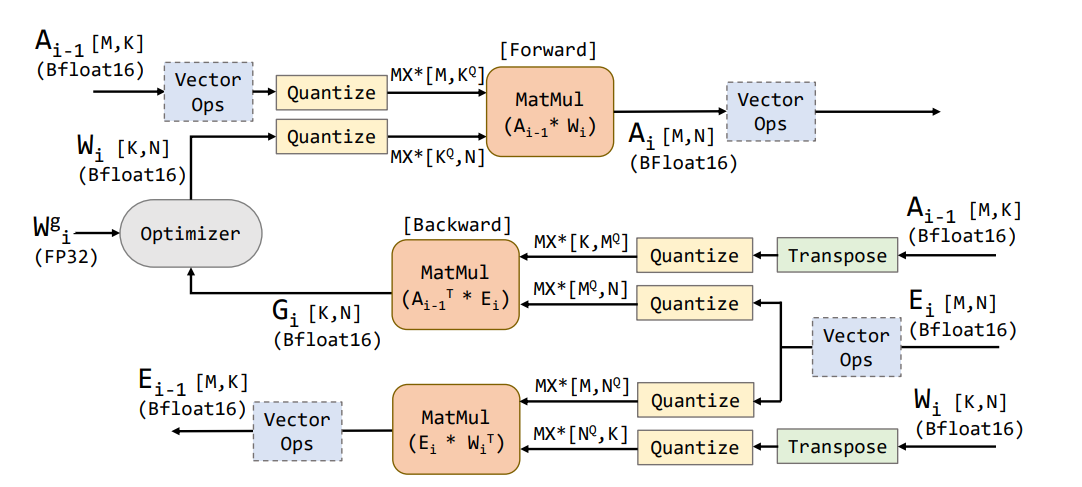 A_{i-1} [M,K]
(Bfloat16)
Vector
Ops
Quantize
MX*[M,K^Q]
[Forward]
MatMul
(A_{i-1}* W_i)
A_i [M,N]
(BFloat16)
Vector
Ops
W_i [K,N]
(Bfloat16)
Quantize
MX*[K^Q,N]
W^g_i
(FP32)
Optimizer
[Backward]
MatMul
(A_{i-1}^T * E_i)
G_i [K,N]
(Bfloat16)
MX*[K,M^Q]
Quantize
Transpose
A_{i-1} [M,K]
(Bfloat16)
MX*[M^Q,N]
Quantize
Vector
Ops
E_i [M,N]
(Bfloat16)
E_{i-1} [M,K]
(Bfloat16)
Vector
Ops
MatMul
(E_i * W_i^T)
MX*[M,N^Q]
Quantize
MX*[N^Q,K]
Quantize
Transpose
W_i [K,N]
(Bfloat16)